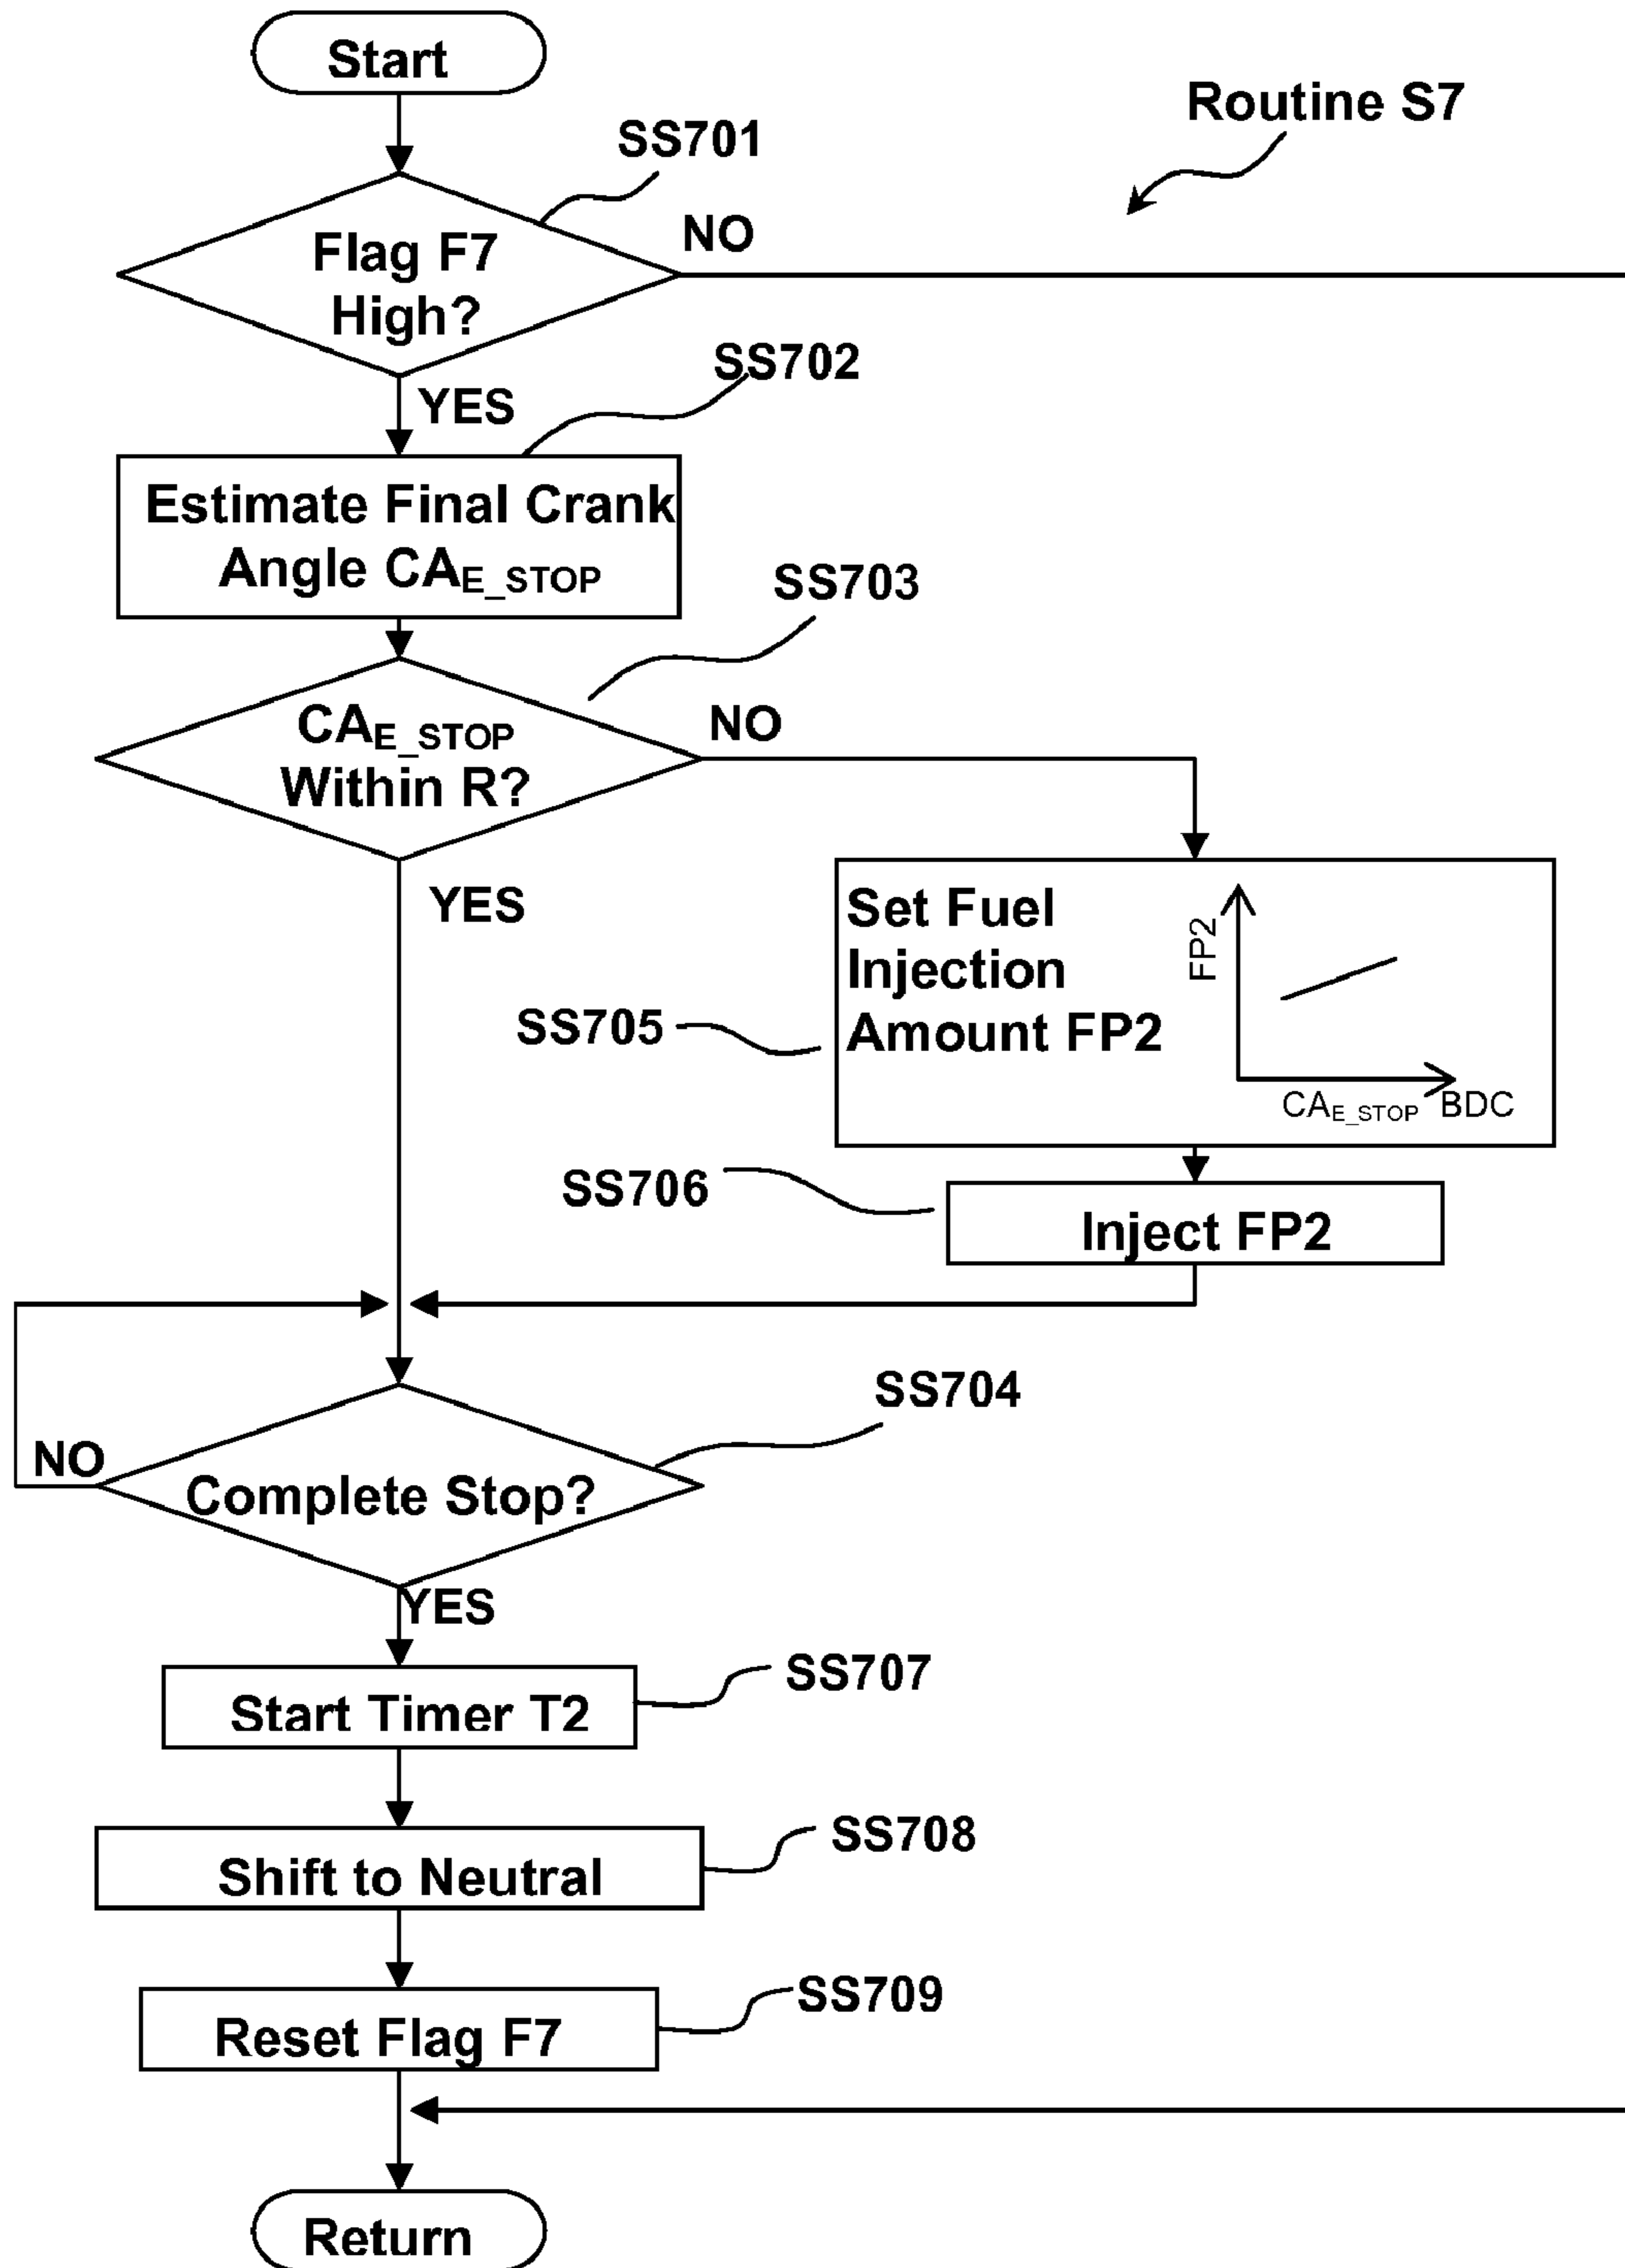 Start
Routine S7
SS701
Flag F7
High?
NO
YES
SS702
Estimate Final Crank
Angle CAE_STOP
SS703
CAE_STOP
Within R?
NO
YES
Set Fuel
Injection
Amount FP2
FP2
CAE_STOP BDC
SS705
SS706
Inject FP2
SS704
NO
Complete Stop?
YES
SS707
Start Timer T2
SS708
Shift to Neutral
SS709
Reset Flag F7
Return